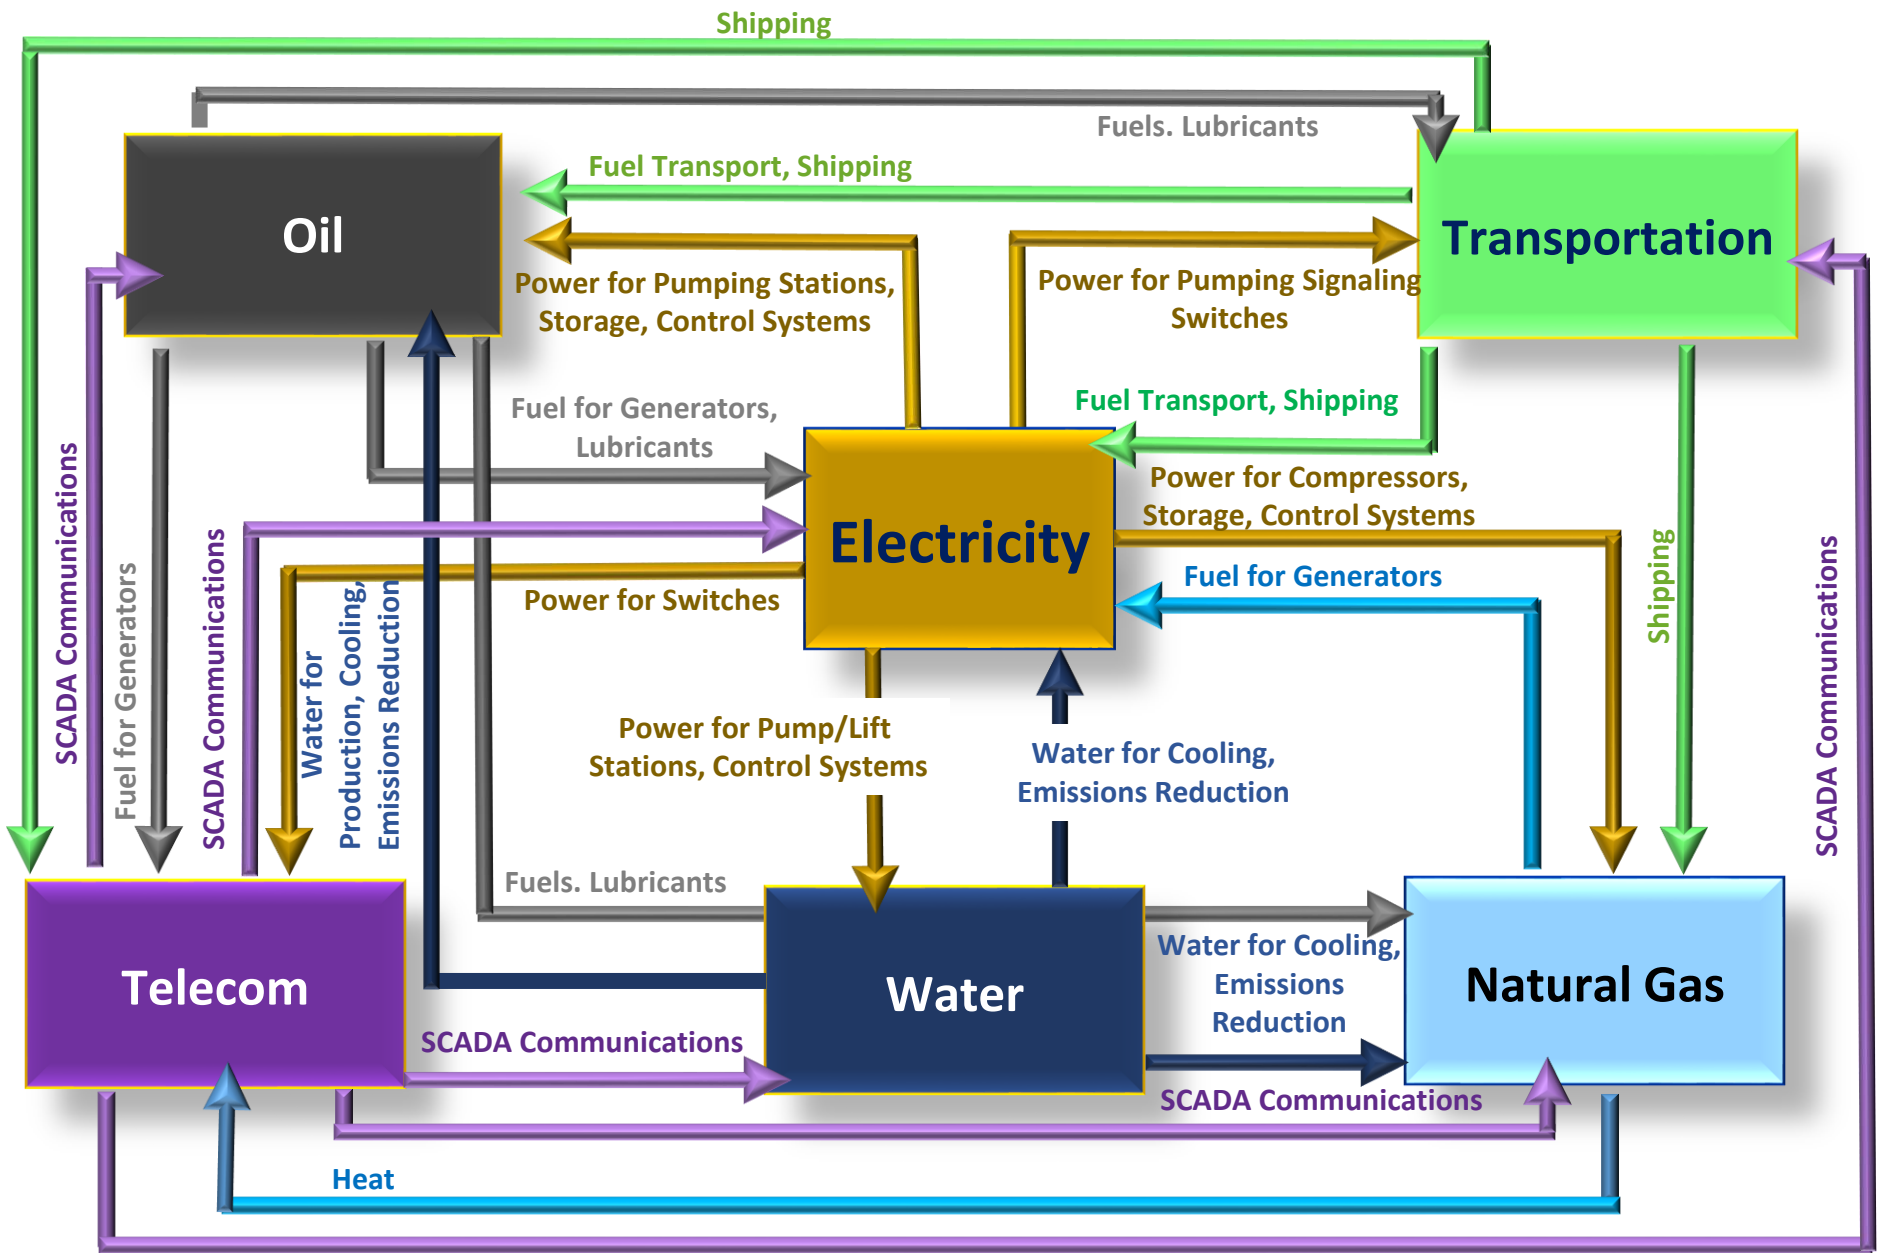 Shipping
Fuels. Lubricants
Fuel Transport, Shipping
Oil
Transportation
Power for Pumping Stations,
Storage, Control Systems
Power for Pumping Signaling
Switches
Fuel for Generators,
Lubricants
Fuel Transport, Shipping
Power for Compressors,
Storage, Control Systems
Electricity
Fuel for Generators
Power for Switches
SCADA Communications
Fuel for Generators
SCADA Communications
Water for
Production, Cooling,
Emissions Reduction
Shipping
SCADA Communications
Power for Pump/Lift
Stations, Control Systems
Water for Cooling,
Emissions Reduction
Fuels. Lubricants
Water for Cooling,
Emissions
Reduction
Telecom
Water
Natural Gas
SCADA Communications
SCADA Communications
Heat